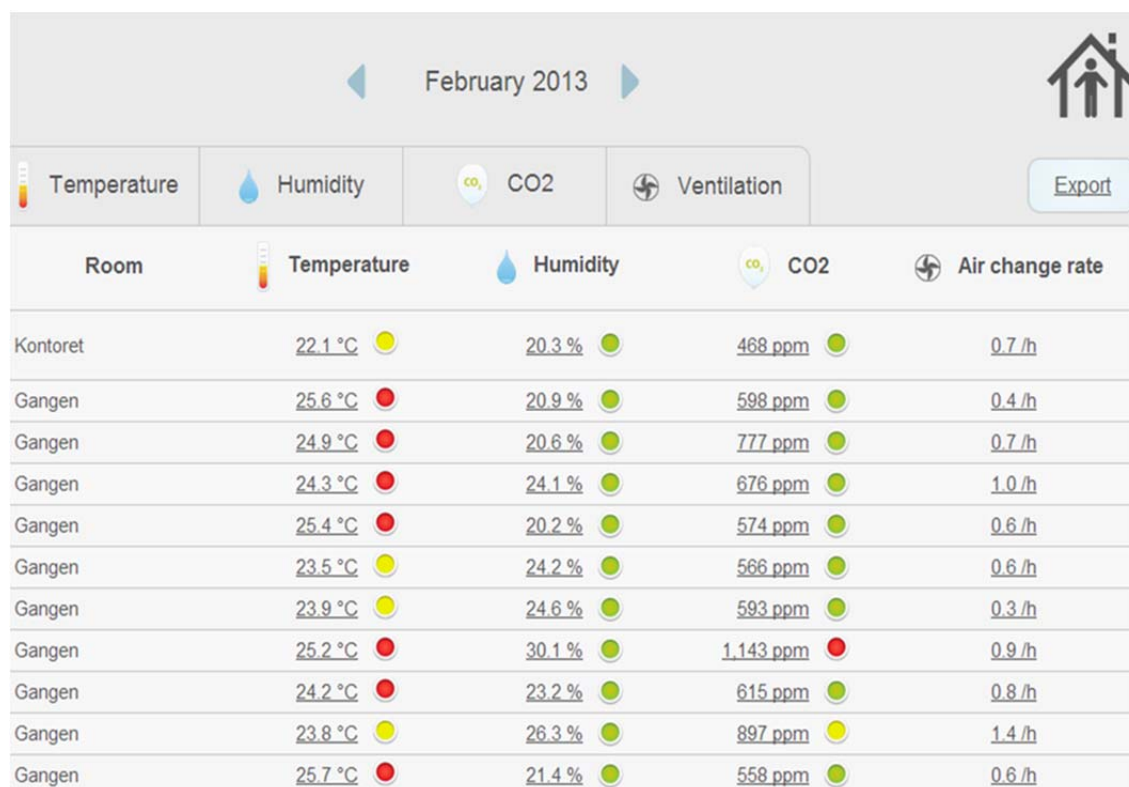 February 2013
Temperature Humidity CO2 CO2 Ventilation Export
Room Temperature Humidity CO2 CO2 Air change rate
Kontoret 22.1 °C 20.3 % 468 ppm 0.7 /h
Gangen 25.6 °C 20.9 % 598 ppm 0.4 /h
Gangen 24.9 °C 20.6 % 777 ppm 0.7 /h
Gangen 24.3 °C 24.1 % 676 ppm 1.0 /h
Gangen 25.4 °C 20.2 % 574 ppm 0.6 /h
Gangen 23.5 °C 24.2 % 566 ppm 0.6 /h
Gangen 23.9 °C 24.6 % 593 ppm 0.3 /h
Gangen 25.2 °C 30.1 % 1,143 ppm 0.9 /h
Gangen 24.2 °C 23.2 % 615 ppm 0.8 /h
Gangen 23.8 °C 26.3 % 897 ppm 1.4 /h
Gangen 25.7 °C 21.4 % 558 ppm 0.6 /h